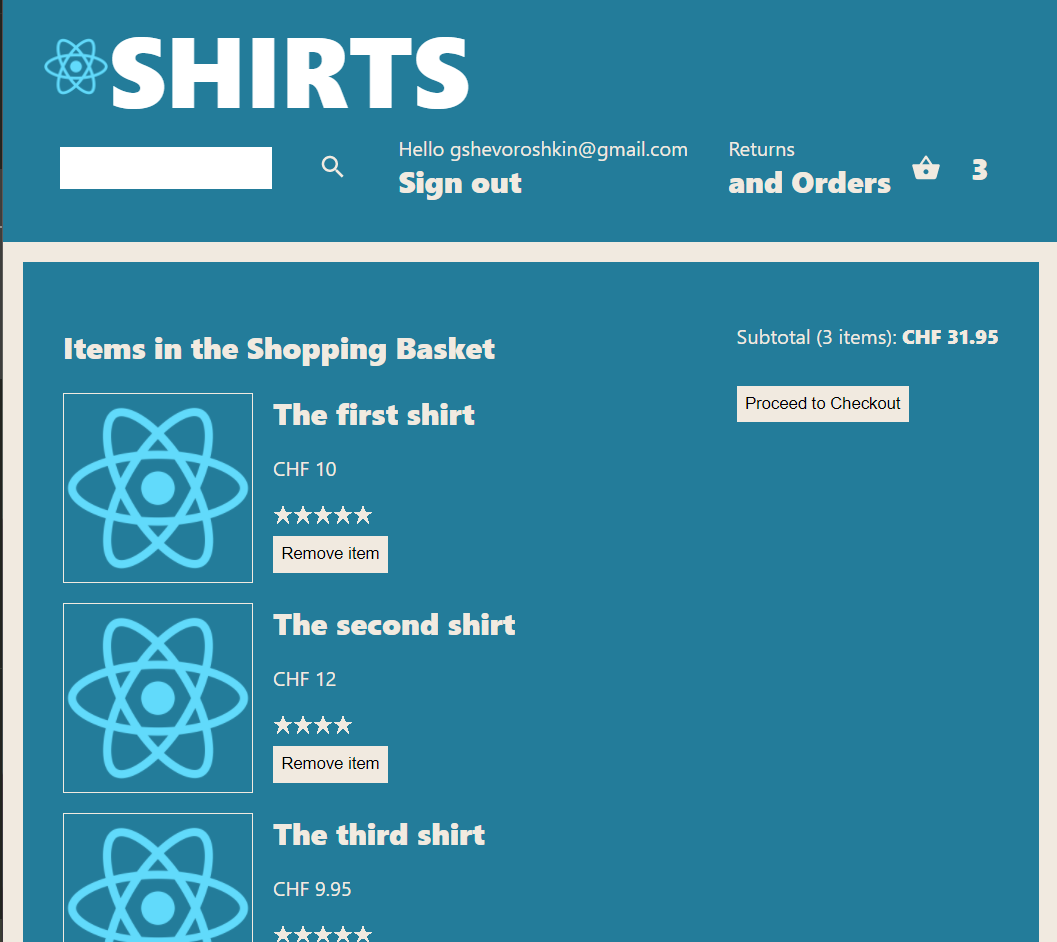 SHIRTS
Hello gshevoroshkin@gmail.com
Sign out
Returns
and Orders
3
Items in the Shopping Basket
Subtotal (3 items): CHF 31.95
Proceed to Checkout
The first shirt
CHF 10
★★★★★
Remove item
The second shirt
CHF 12
★★★★
Remove item
The third shirt
CHF 9.95
★★★★★